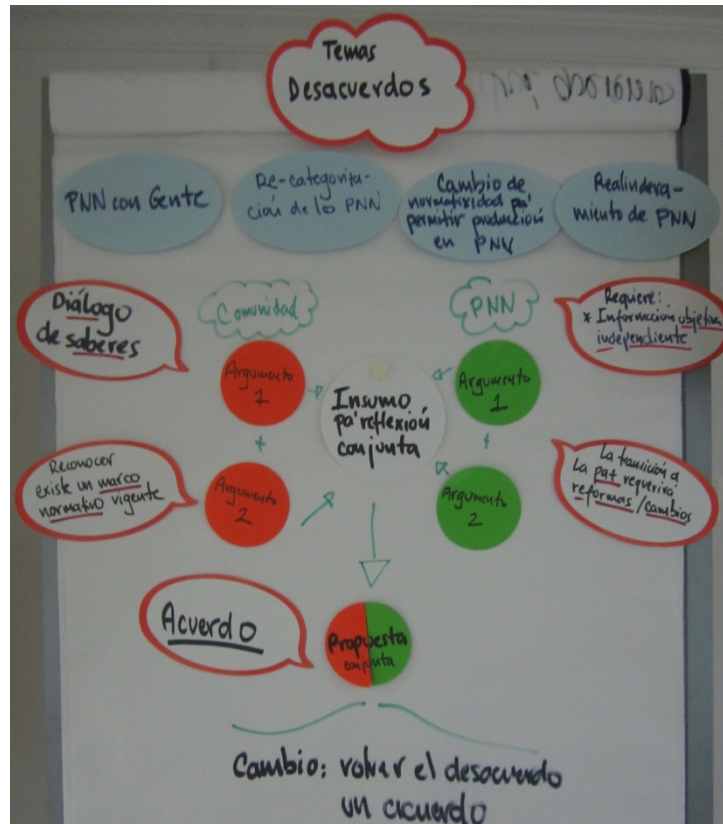 Temas
Desacuerdos
PNN con Gente
Re-categoriza-
ción de los PNN
Cambio de
normatividad pa'
permitir producción
en PNN
Realindera-
miento de PNN
Diálogo
de saberes
Comunidad
PNN
Requiere:
* Información objetiva
independiente
Argumento
1
+
Argumento
2
Insumo
pa' reflexión
conjunta
Argumento
1
+
Argumento
2
Reconocer
existe un marco
normativo vigente
La transición a
la paz requerirá
reformas/cambios
Acuerdo
Propuesta
conjunta
Cambio: volver el desacuerdo
un acuerdo